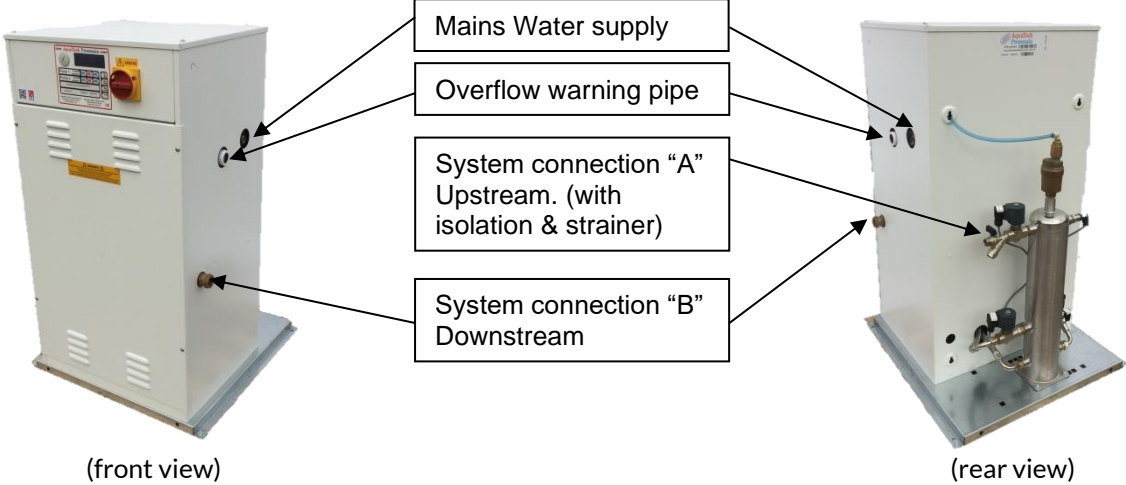 Mains Water supply
Overflow warning pipe
System connection “A”
Upstream. (with
isolation & strainer)
System connection “B”
Downstream
(front view)
(rear view)